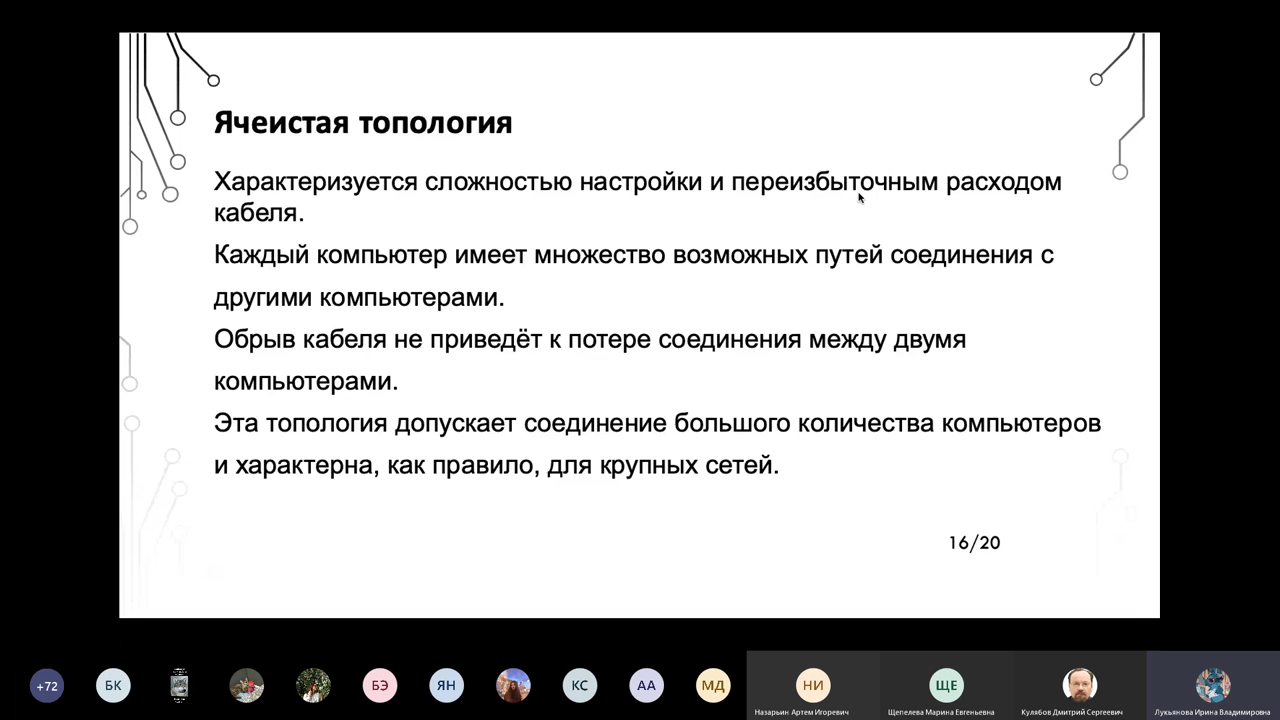 Ячеистая топология
Характеризуется сложностью настройки и переизбыточным расходом
кабеля.
Каждый компьютер имеет множество возможных путей соединения с
другими компьютерами.
Обрыв кабеля не приведёт к потере соединения между двумя
компьютерами.
Эта топология допускает соединение большого количества компьютеров
и характерна, как правило, для крупных сетей.
16/20
+72
БК
БЭ
ЯН
КС
АА
МД
НИ
ЩЕ
Назарьин Артем Игоревич
Щепелева Марина Евгеньевна
Кулябов Дмитрий Сергеевич
Лукьянова Ирина Владимировна